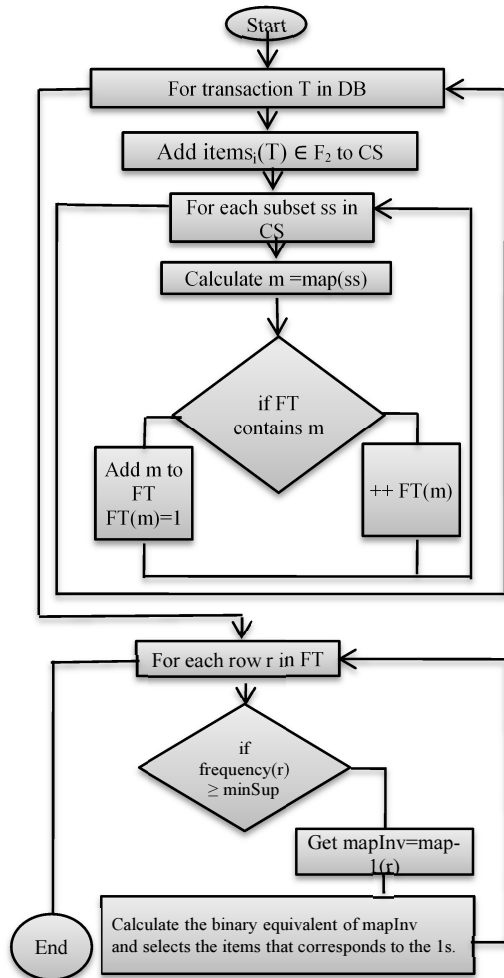 Start
For transaction T in DB
Add itemsᵢ(T) ∈ F₂ to CS
For each subset ss in
CS
Calculate m =map(ss)
if FT
contains m
Add m to
FT
FT(m)=1
++ FT(m)
For each row r in FT
if
frequency(r)
≥ minSup
Get mapInv=map-
1(r)
Calculate the binary equivalent of mapInv
and selects the items that corresponds to the 1s.
End